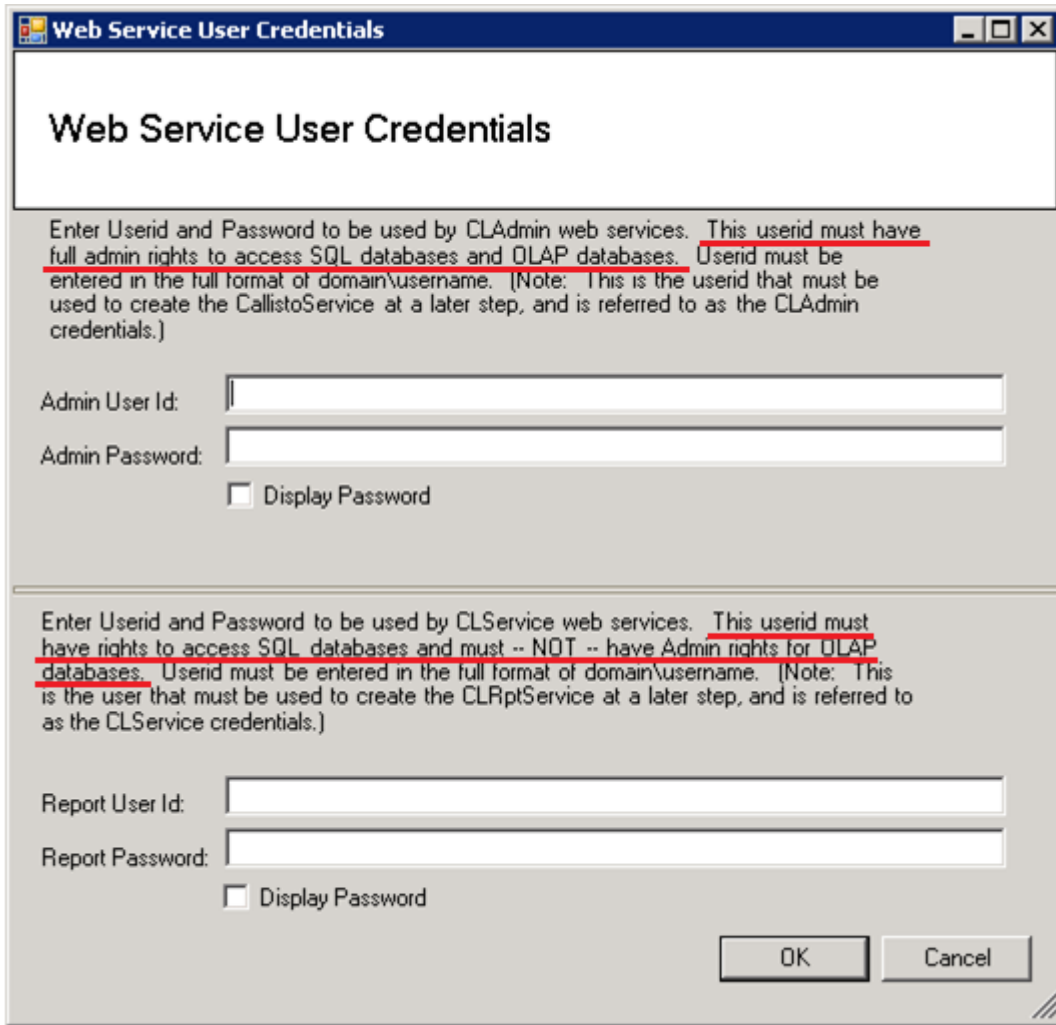 Web Service User Credentials
Web Service User Credentials
Enter Userid and Password to be used by CLAdmin web services.  This userid must have
full admin rights to access SQL databases and OLAP databases.  Userid must be
entered in the full format of domain\username.  (Note:  This is the userid that must be
used to create the CallistoService at a later step, and is referred to as the CLAdmin
credentials.)
Admin User Id:
Admin Password:
Display Password
Enter Userid and Password to be used by CLService web services.  This userid must
have rights to access SQL databases and must -- NOT -- have Admin rights for OLAP
databases.  Userid must be entered in the full format of domain\username.  (Note:  This
is the user that must be used to create the CLRptService at a later step, and is referred to
as the CLService credentials.)
Report User Id:
Report Password:
Display Password
OK Cancel